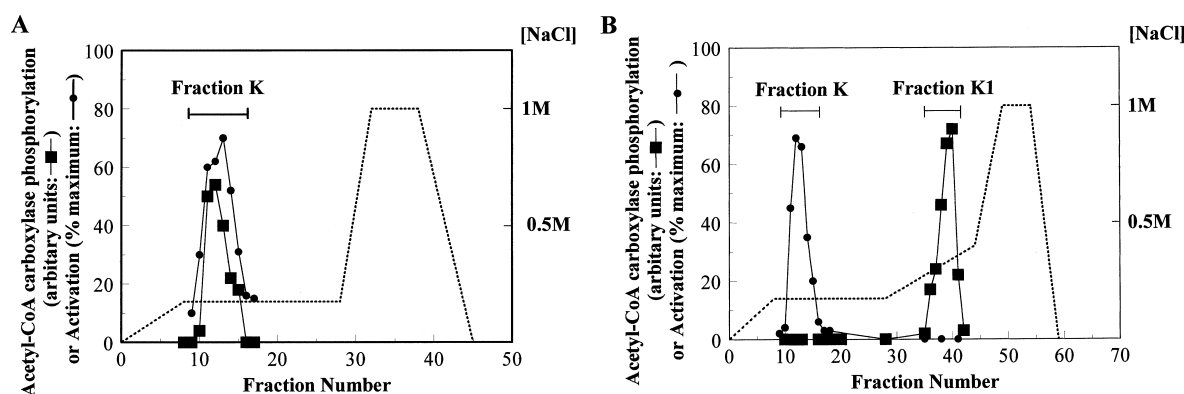 A
Acetyl-CoA carboxylase phosphorylation
(arbitary units: )
or Activation (% maximum: )
100
80
60
40
20
0
Fraction K
[NaCl]
1M
0.5M
0 10 20 30 40 50
Fraction Number
B
Acetyl-CoA carboxylase phosphorylation
(arbitary units: )
or Activation (% maximum: )
100
80
60
40
20
0
Fraction K
Fraction K1
[NaCl]
1M
0.5M
0 10 20 30 40 50 60 70
Fraction Number